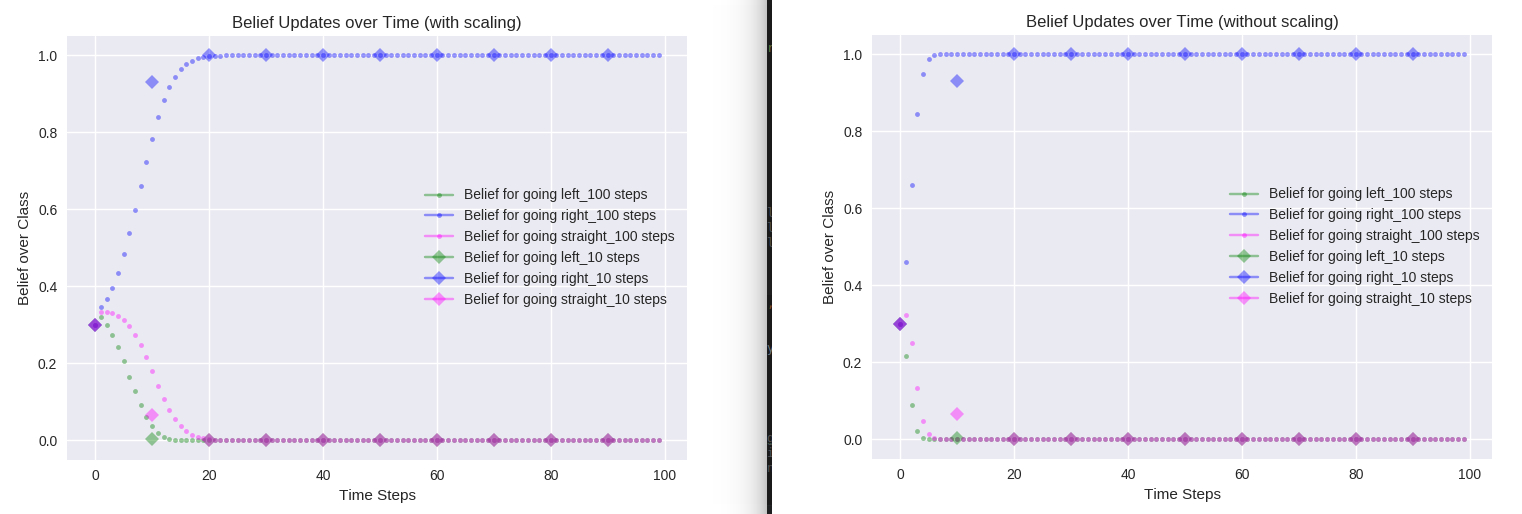 Belief Updates over Time (with scaling)
1.0
0.8
0.6
0.4
0.2
0.0
Belief over Class
Belief for going left_100 steps
Belief for going right_100 steps
Belief for going straight_100 steps
Belief for going left_10 steps
Belief for going right_10 steps
Belief for going straight_10 steps
0 20 40 60 80 100
Time Steps
Belief Updates over Time (without scaling)
1.0
0.8
0.6
0.4
0.2
0.0
Belief over Class
Belief for going left_100 steps
Belief for going right_100 steps
Belief for going straight_100 steps
Belief for going left_10 steps
Belief for going right_10 steps
Belief for going straight_10 steps
0 20 40 60 80 100
Time Steps